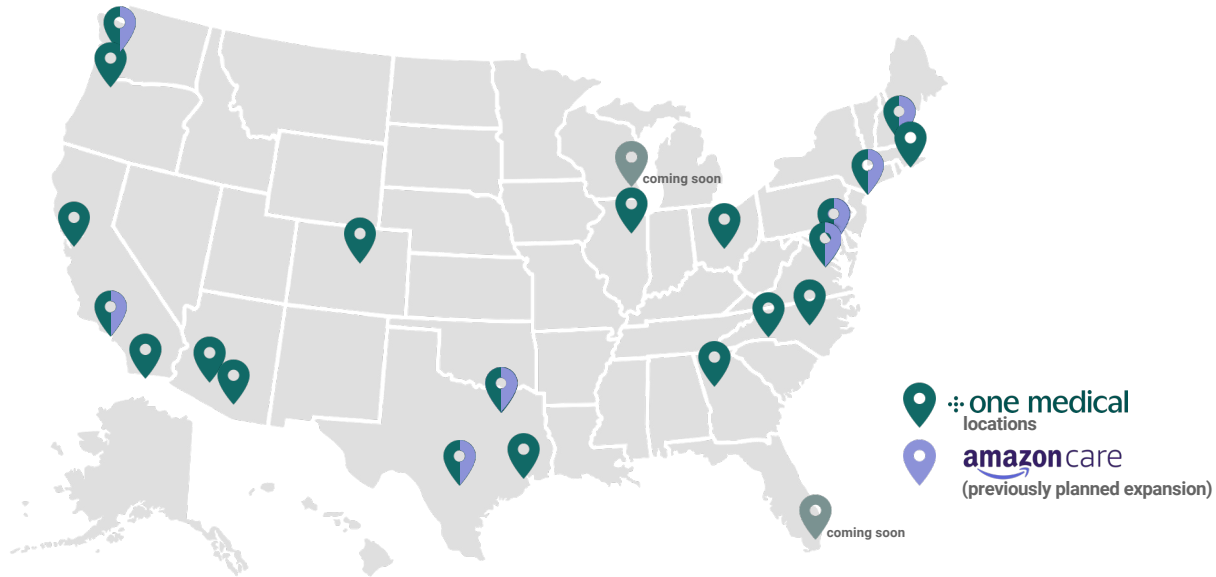 coming soon
one medical
locations
amazon care
(previously planned expansion)
coming soon